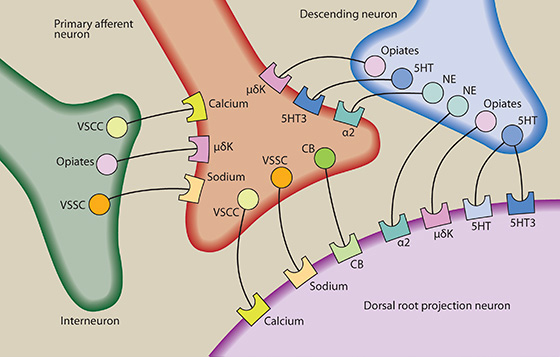 Primary afferent
neuron
Descending neuron
Opiates
5HT
NE
NE
Opiates
5HT
μδK
5HT3
α2
Calcium
VSCC
μδK
Opiates
Sodium
VSSC
CB
VSSC
VSCC
α2
μδK
5HT
5HT3
CB
Sodium
Calcium
Interneuron
Dorsal root projection neuron